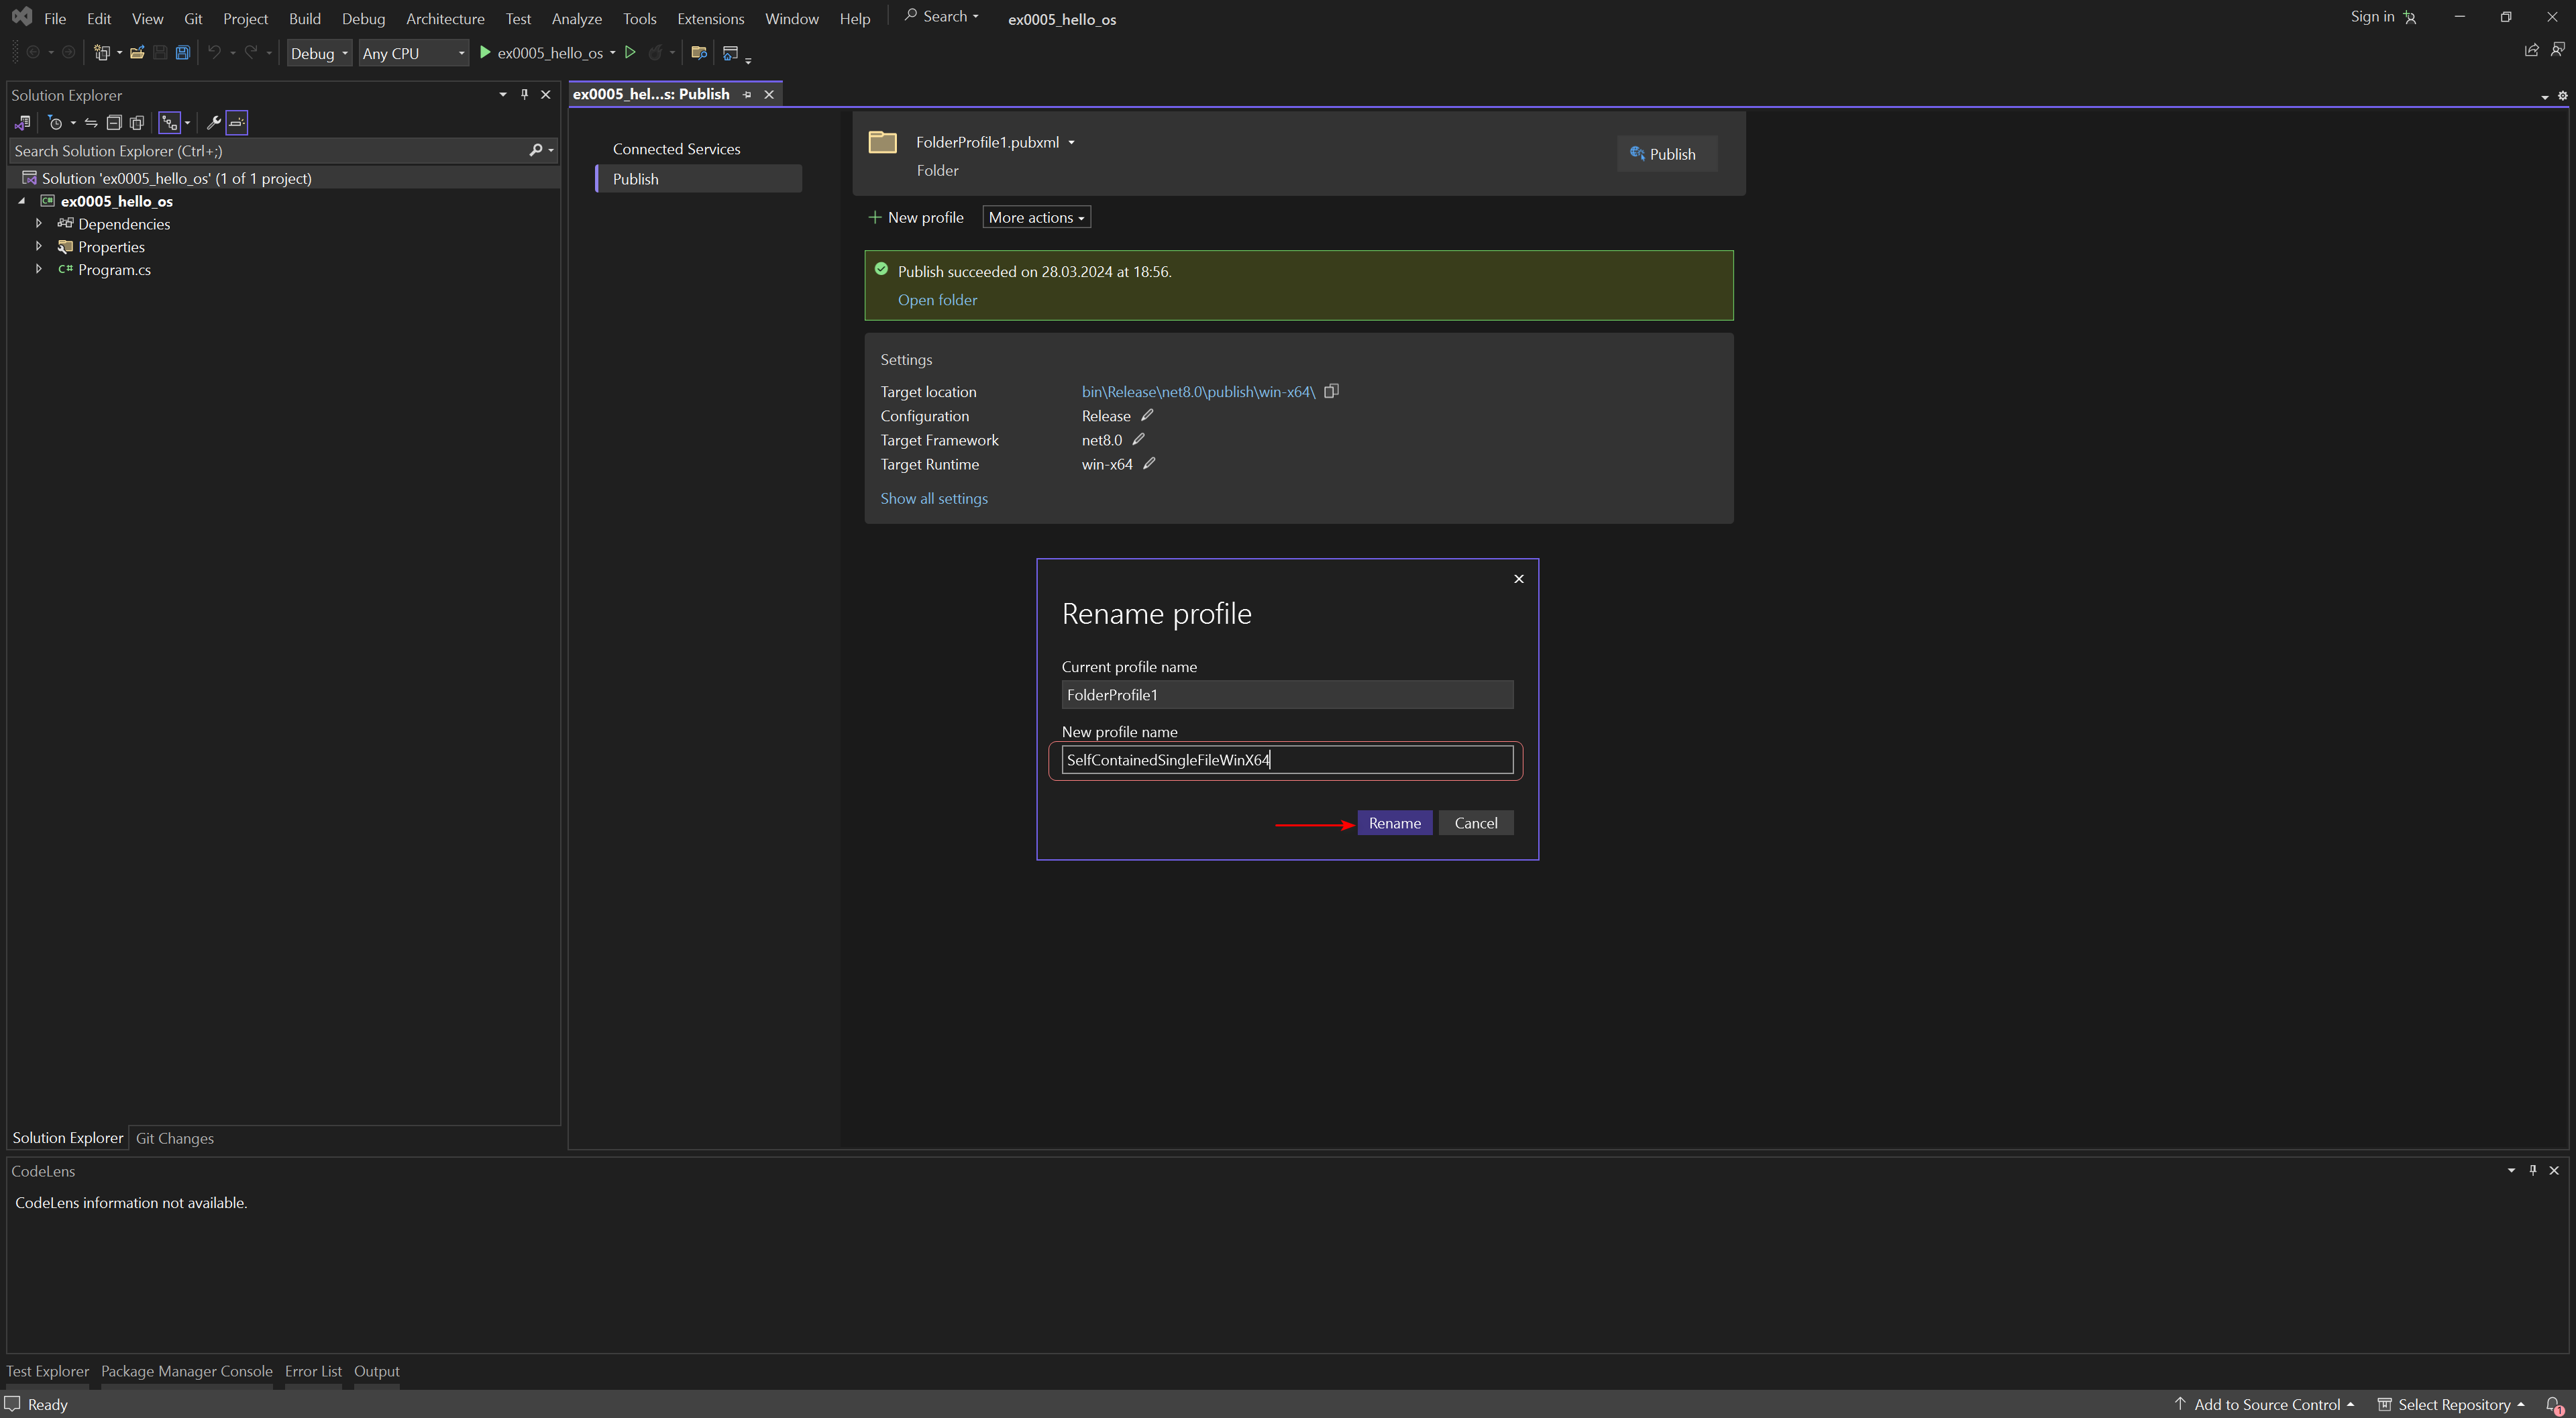 File Edit View Git Project Build Debug Architecture Test Analyze Tools Extensions Window Help Search ex0005_hello_os Sign in
Debug Any CPU ex0005_hello_os
Solution Explorer
Search Solution Explorer (Ctrl+;)
Solution 'ex0005_hello_os' (1 of 1 project)
C# ex0005_hello_os
Dependencies
Properties
C# Program.cs
ex0005_hel...s: Publish
Connected Services
Publish
FolderProfile1.pubxml
Folder
Publish
New profile More actions
Publish succeeded on 28.03.2024 at 18:56.
Open folder
Settings
Target location bin\Release\net8.0\publish\win-x64\
Configuration Release
Target Framework net8.0
Target Runtime win-x64
Show all settings
Rename profile
Current profile name
FolderProfile1
New profile name
SelfContainedSingleFileWinX64
Rename Cancel
Solution Explorer Git Changes
CodeLens
CodeLens information not available.
Test Explorer Package Manager Console Error List Output
Ready Add to Source Control Select Repository 1